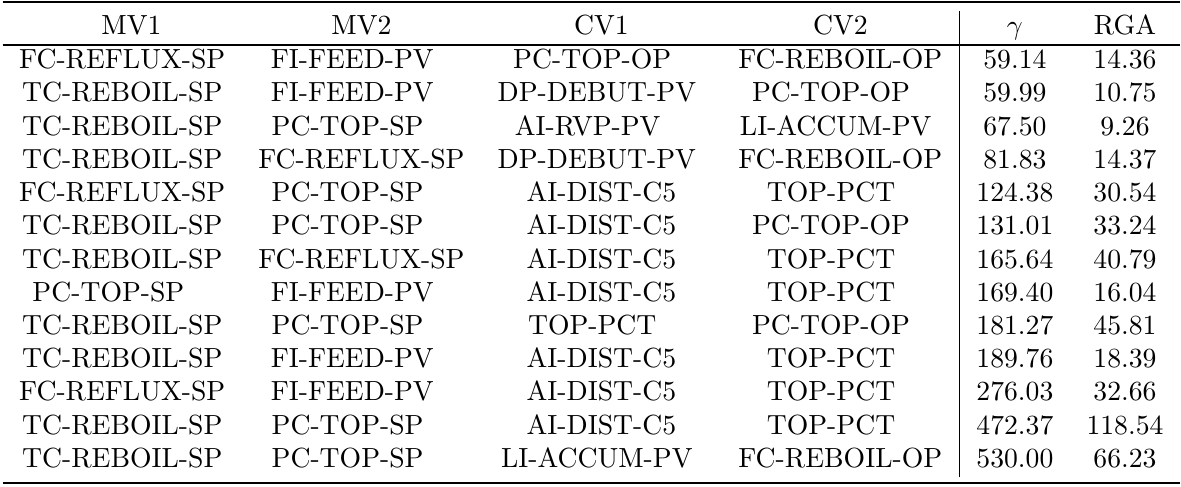 MV1 MV2 CV1 CV2 γ RGA
FC-REFLUX-SP FI-FEED-PV PC-TOP-OP FC-REBOIL-OP 59.14 14.36
TC-REBOIL-SP FI-FEED-PV DP-DEBUT-PV PC-TOP-OP 59.99 10.75
TC-REBOIL-SP PC-TOP-SP AI-RVP-PV LI-ACCUM-PV 67.50 9.26
TC-REBOIL-SP FC-REFLUX-SP DP-DEBUT-PV FC-REBOIL-OP 81.83 14.37
FC-REFLUX-SP PC-TOP-SP AI-DIST-C5 TOP-PCT 124.38 30.54
TC-REBOIL-SP PC-TOP-SP AI-DIST-C5 PC-TOP-OP 131.01 33.24
TC-REBOIL-SP FC-REFLUX-SP AI-DIST-C5 TOP-PCT 165.64 40.79
PC-TOP-SP FI-FEED-PV AI-DIST-C5 TOP-PCT 169.40 16.04
TC-REBOIL-SP PC-TOP-SP TOP-PCT PC-TOP-OP 181.27 45.81
TC-REBOIL-SP FI-FEED-PV AI-DIST-C5 TOP-PCT 189.76 18.39
FC-REFLUX-SP FI-FEED-PV AI-DIST-C5 TOP-PCT 276.03 32.66
TC-REBOIL-SP PC-TOP-SP AI-DIST-C5 TOP-PCT 472.37 118.54
TC-REBOIL-SP PC-TOP-SP LI-ACCUM-PV FC-REBOIL-OP 530.00 66.23